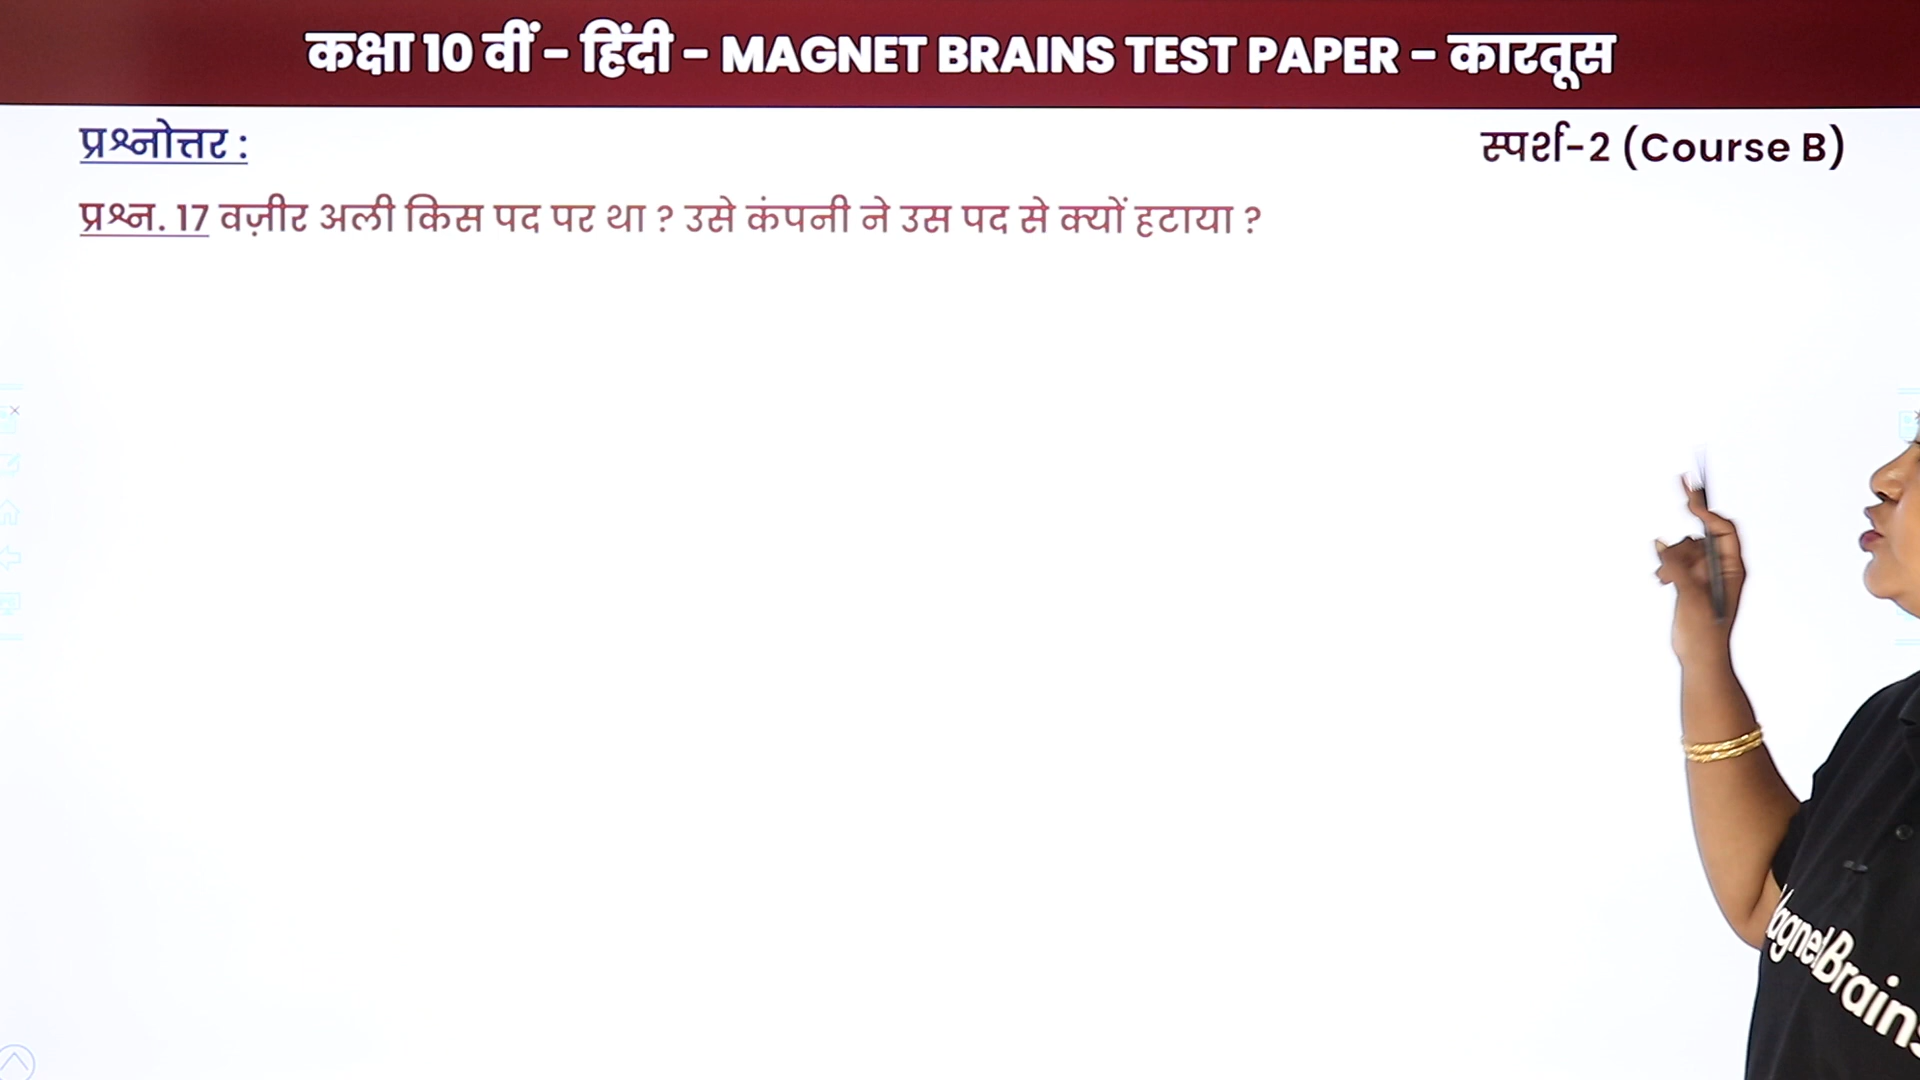 कक्षा 10 वीं - हिंदी - MAGNET BRAINS TEST PAPER - कारतूस
प्रश्नोत्तर :
स्पर्श-2 (Course B)
प्रश्न. 17 वज़ीर अली किस पद पर था ? उसे कंपनी ने उस पद से क्यों हटाया ?
MagnetBrains